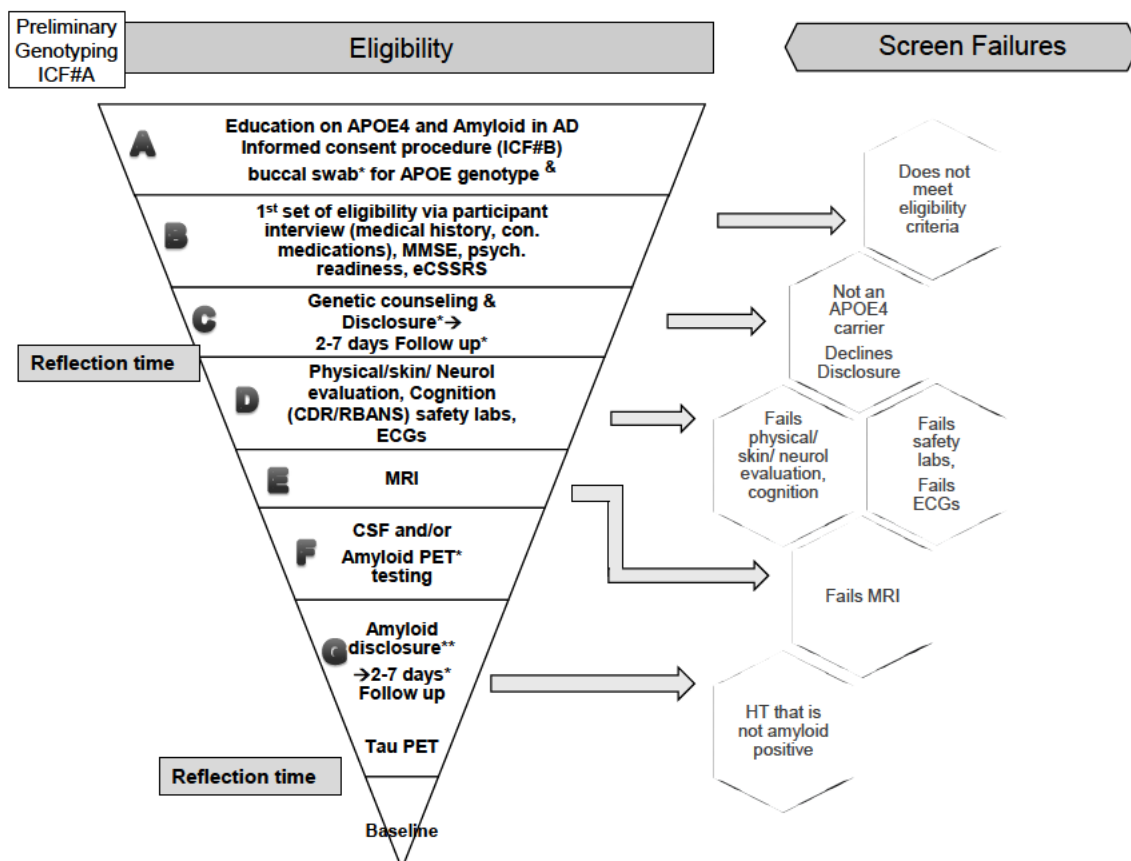 Preliminary
Genotyping
ICF#A
Eligibility
Screen Failures
A
Education on APOE4 and Amyloid in AD
Informed consent procedure (ICF#B)
buccal swab* for APOE genotype &
B
1st set of eligibility via participant
interview (medical history, con.
medications), MMSE, psych.
readiness, eCSSRS
Does not
meet
eligibility
criteria
C
Genetic counseling &
Disclosure*→
2-7 days Follow up*
Not an
APOE4
carrier
Declines
Disclosure
Reflection time
D
Physical/skin/ Neurol
evaluation, Cognition
(CDR/RBANS) safety labs,
ECGs
Fails
physical/
skin/ neurol
evaluation,
cognition
Fails
safety
labs,
Fails
ECGs
E
MRI
Fails MRI
F
CSF and/or
Amyloid PET*
testing
G
Amyloid
disclosure**
→2-7 days*
Follow up
Tau PET
HT that is
not amyloid
positive
Reflection time
Baseline